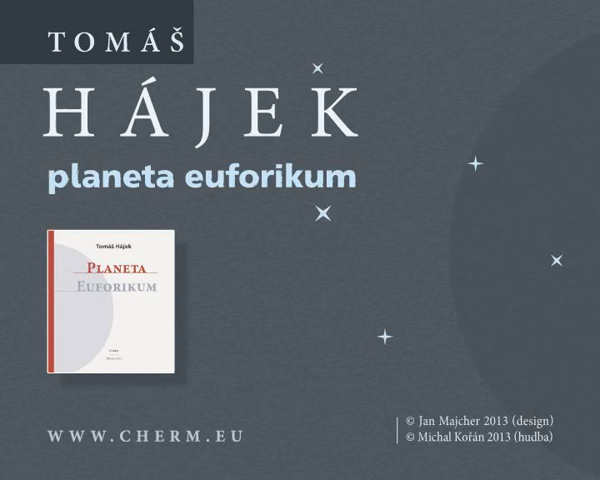 TOMÁŠ
HÁJEK
planeta euforikum
Tomáš Hájek
PLANETA
EUFORIKUM
WWW.CHERM.EU
© Jan Majcher 2013 (design)
© Michal Kořán 2013 (hudba)